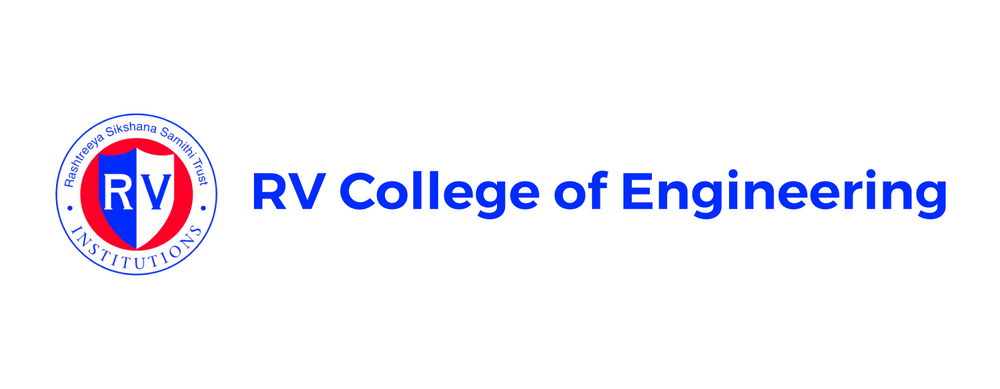 Rashtreeya Sikshana Samithi Trust
RV
INSTITUTIONS
RV College of Engineering